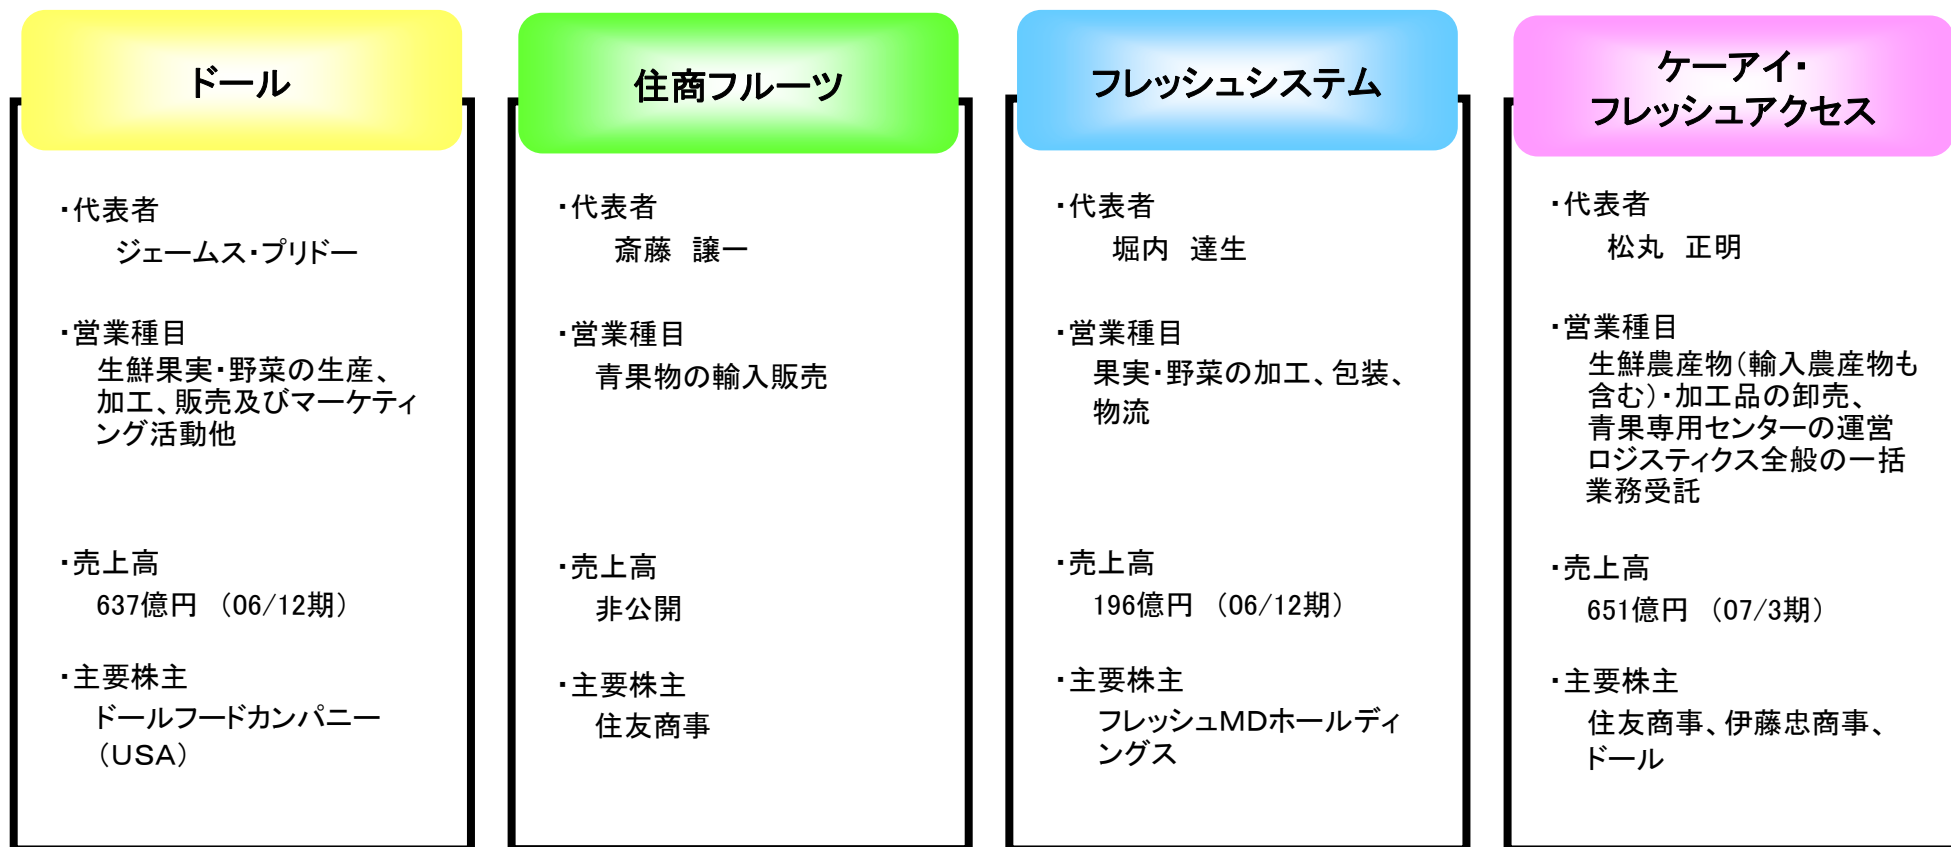 ドール
・代表者
ジェームス・プリドー
・営業種目
生鮮果実・野菜の生産、
加工、販売及びマーケティ
ング活動他
・売上高
637億円 （06/12期）
・主要株主
ドールフードカンパニー
（USA）
住商フルーツ
・代表者
斎藤 譲一
・営業種目
青果物の輸入販売
・売上高
非公開
・主要株主
住友商事
フレッシュシステム
・代表者
堀内 達生
・営業種目
果実・野菜の加工、包装、
物流
・売上高
196億円 （06/12期）
・主要株主
フレッシュMDホールディ
ングス
ケーアイ・
フレッシュアクセス
・代表者
松丸 正明
・営業種目
生鮮農産物（輸入農産物も
含む）・加工品の卸売、
青果専用センターの運営
ロジスティクス全般の一括
業務受託
・売上高
651億円 （07/3期）
・主要株主
住友商事、伊藤忠商事、
ドール